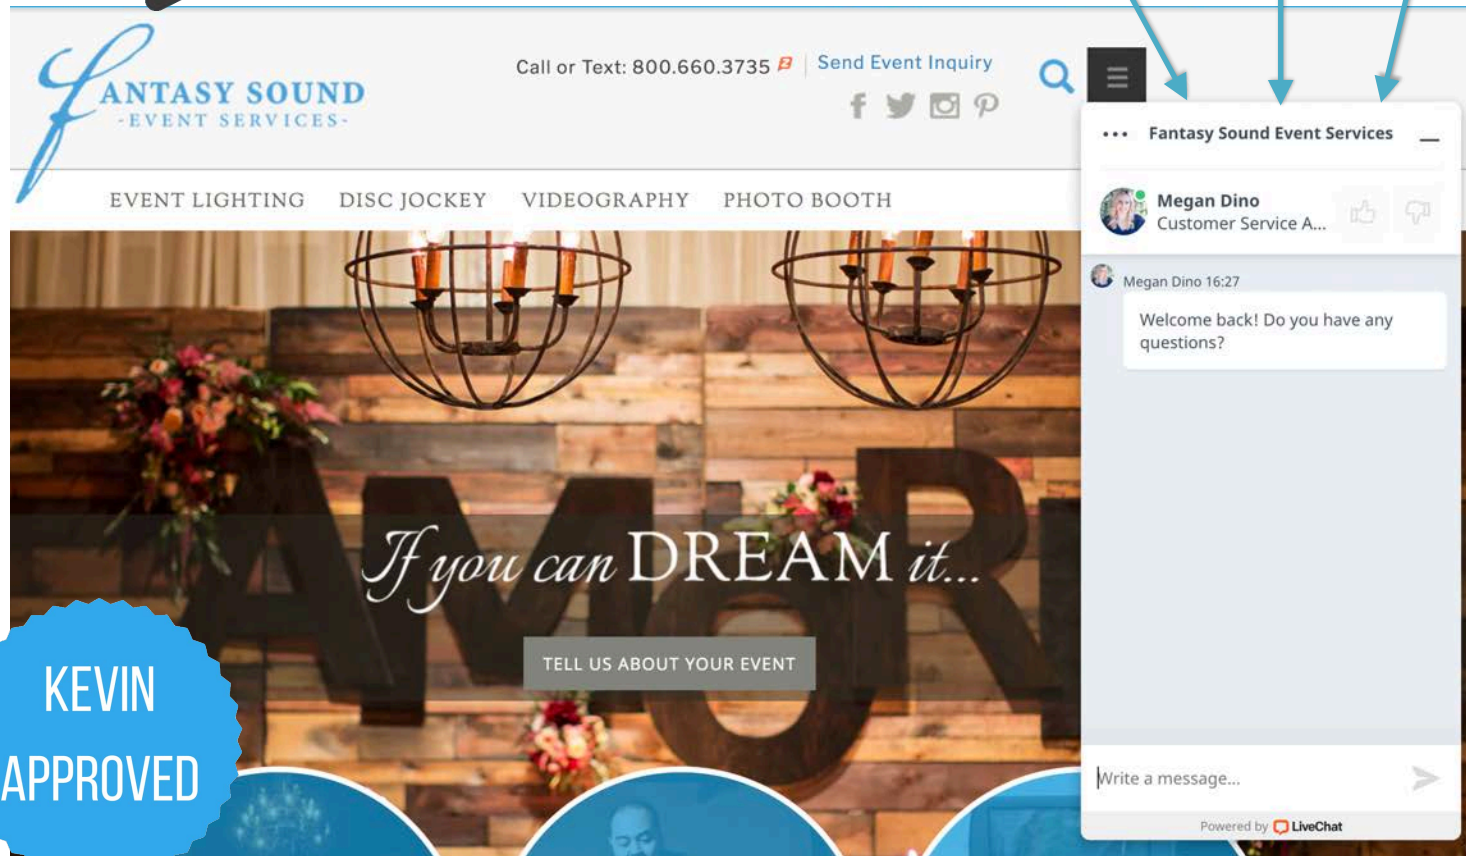 FANTASY SOUND
-EVENT SERVICES-
Call or Text: 800.660.3735
Send Event Inquiry
EVENT LIGHTING DISC JOCKEY VIDEOGRAPHY PHOTO BOOTH
AMOR
If you can DREAM it...
TELL US ABOUT YOUR EVENT
KEVIN
APPROVED
Fantasy Sound Event Services
Megan Dino
Customer Service A...
Megan Dino 16:27
Welcome back! Do you have any
questions?
Write a message...
Powered by LiveChat